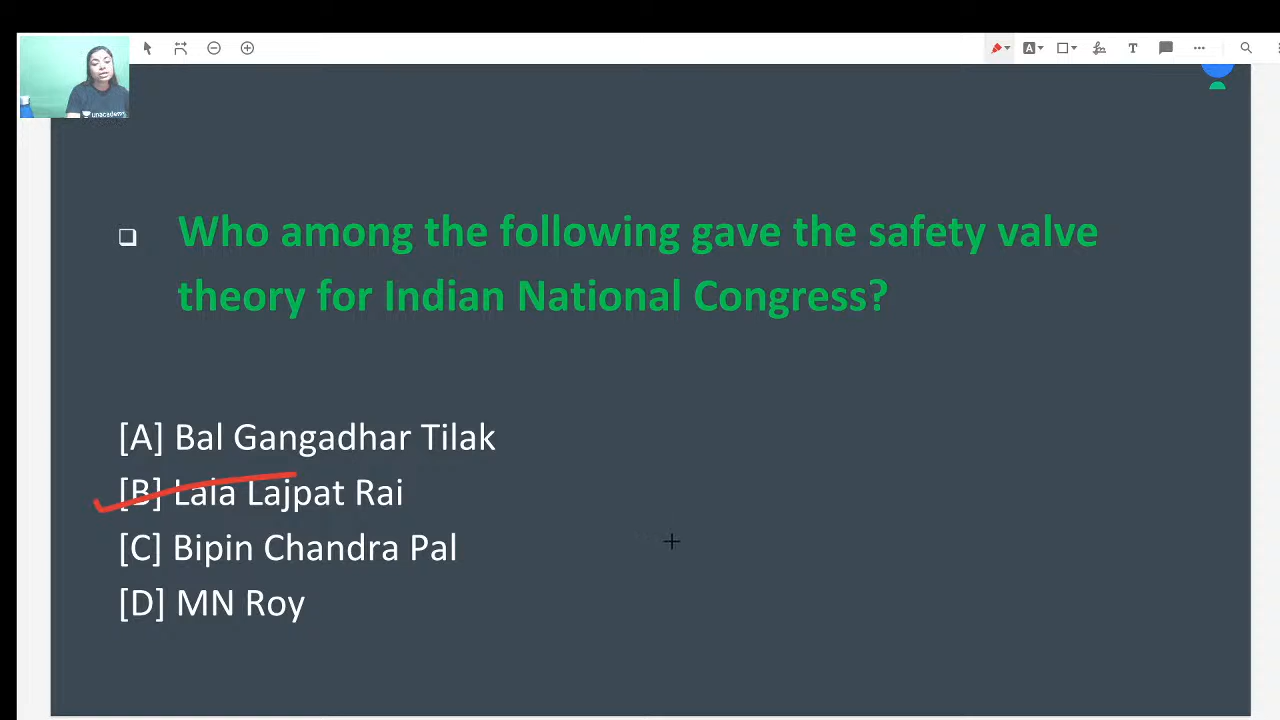 unacademy
Who among the following gave the safety valve
theory for Indian National Congress?
[A] Bal Gangadhar Tilak
[B] Lala Lajpat Rai
[C] Bipin Chandra Pal
[D] MN Roy